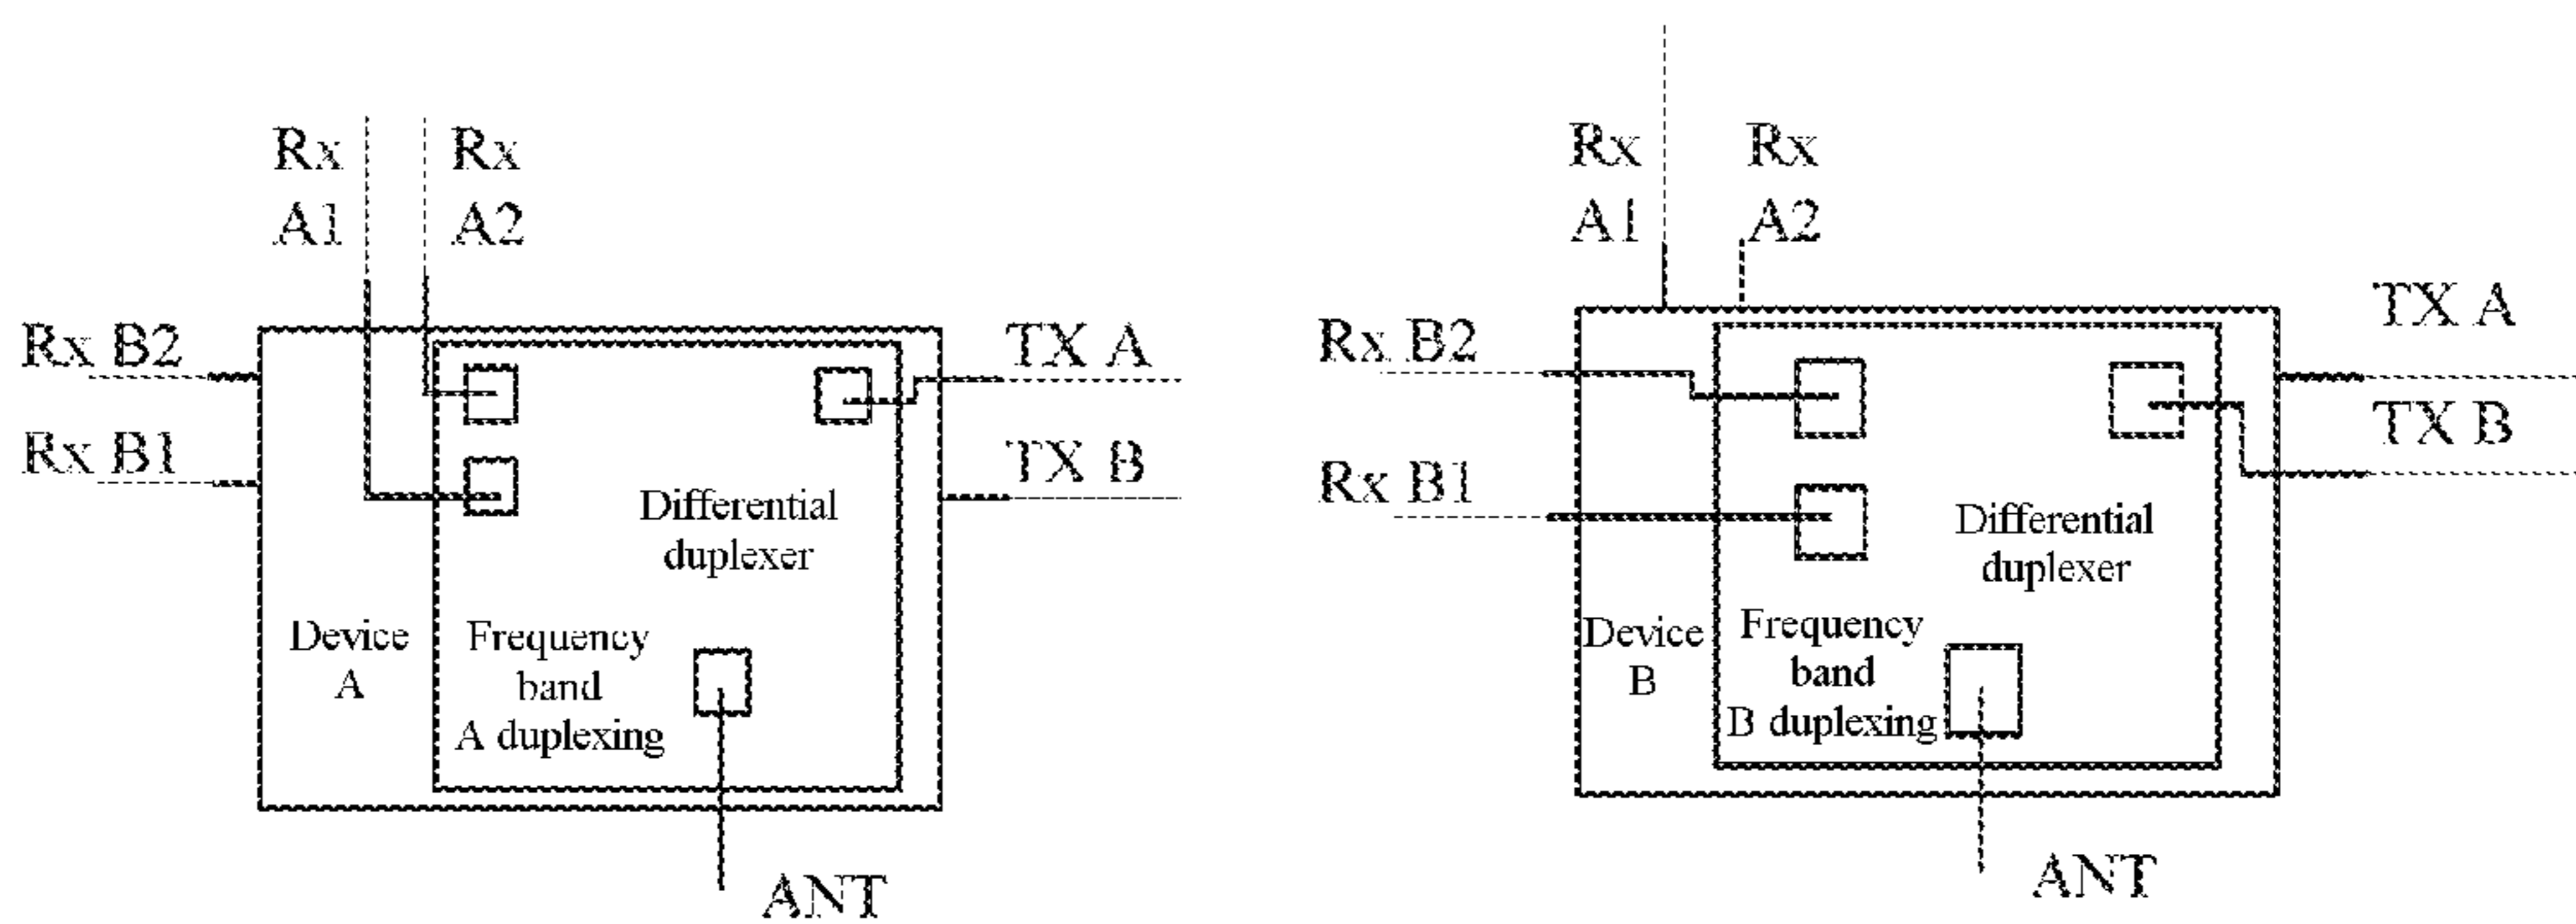 Rx
A1
Rx
A2
Rx B2
Rx B1
TX A
TX B
Differential
duplexer
Device
A
Frequency
band
A duplexing
ANT
Rx
A1
Rx
A2
Rx B2
Rx B1
TX A
TX B
Differential
duplexer
Device
B
Frequency
band
B duplexing
ANT